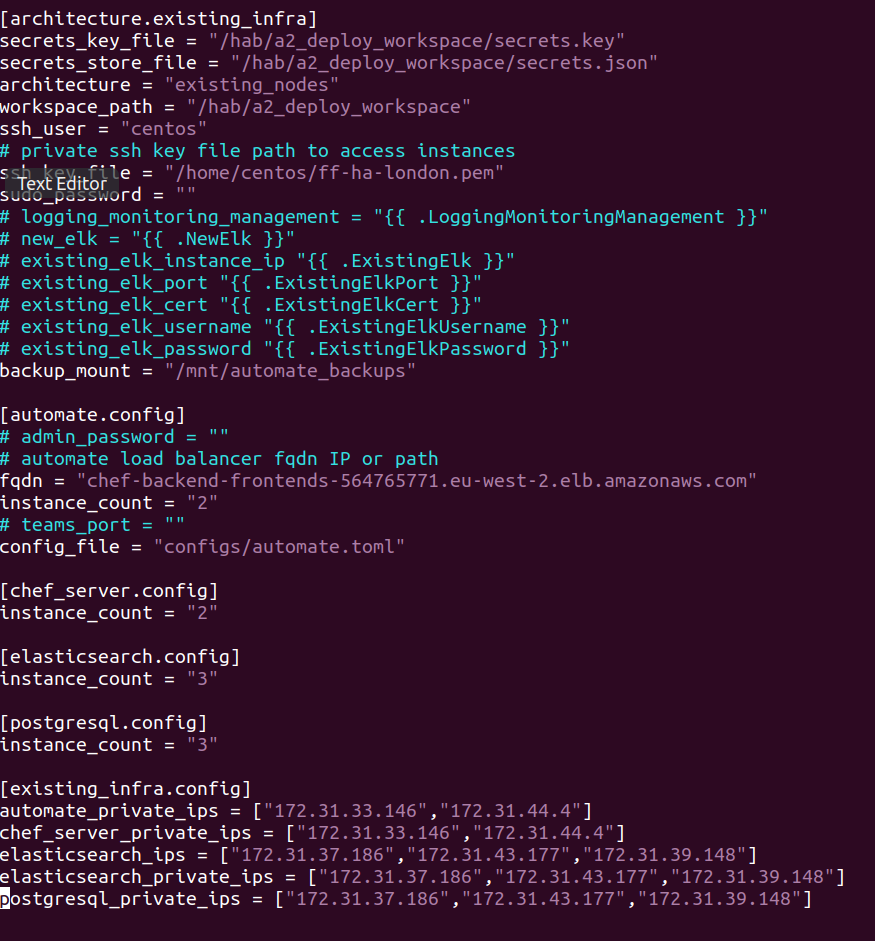 [architecture.existing_infra]
secrets_key_file = "/hab/a2_deploy_workspace/secrets.key"
secrets_store_file = "/hab/a2_deploy_workspace/secrets.json"
architecture = "existing_nodes"
workspace_path = "/hab/a2_deploy_workspace"
ssh_user = "centos"
# private ssh key file path to access instances
ssh_key_file = "/home/centos/ff-ha-london.pem"
Text Editor
sudo_password = ""
# logging_monitoring_management = "{{ .LoggingMonitoringManagement }}"
# new_elk = "{{ .NewElk }}"
# existing_elk_instance_ip "{{ .ExistingElk }}"
# existing_elk_port "{{ .ExistingElkPort }}"
# existing_elk_cert "{{ .ExistingElkCert }}"
# existing_elk_username "{{ .ExistingElkUsername }}"
# existing_elk_password "{{ .ExistingElkPassword }}"
backup_mount = "/mnt/automate_backups"

[automate.config]
# admin_password = ""
# automate load balancer fqdn IP or path
fqdn = "chef-backend-frontends-564765771.eu-west-2.elb.amazonaws.com"
instance_count = "2"
# teams_port = ""
config_file = "configs/automate.toml"

[chef_server.config]
instance_count = "2"

[elasticsearch.config]
instance_count = "3"

[postgresql.config]
instance_count = "3"

[existing_infra.config]
automate_private_ips = ["172.31.33.146","172.31.44.4"]
chef_server_private_ips = ["172.31.33.146","172.31.44.4"]
elasticsearch_ips = ["172.31.37.186","172.31.43.177","172.31.39.148"]
elasticsearch_private_ips = ["172.31.37.186","172.31.43.177","172.31.39.148"]
postgresql_private_ips = ["172.31.37.186","172.31.43.177","172.31.39.148"]